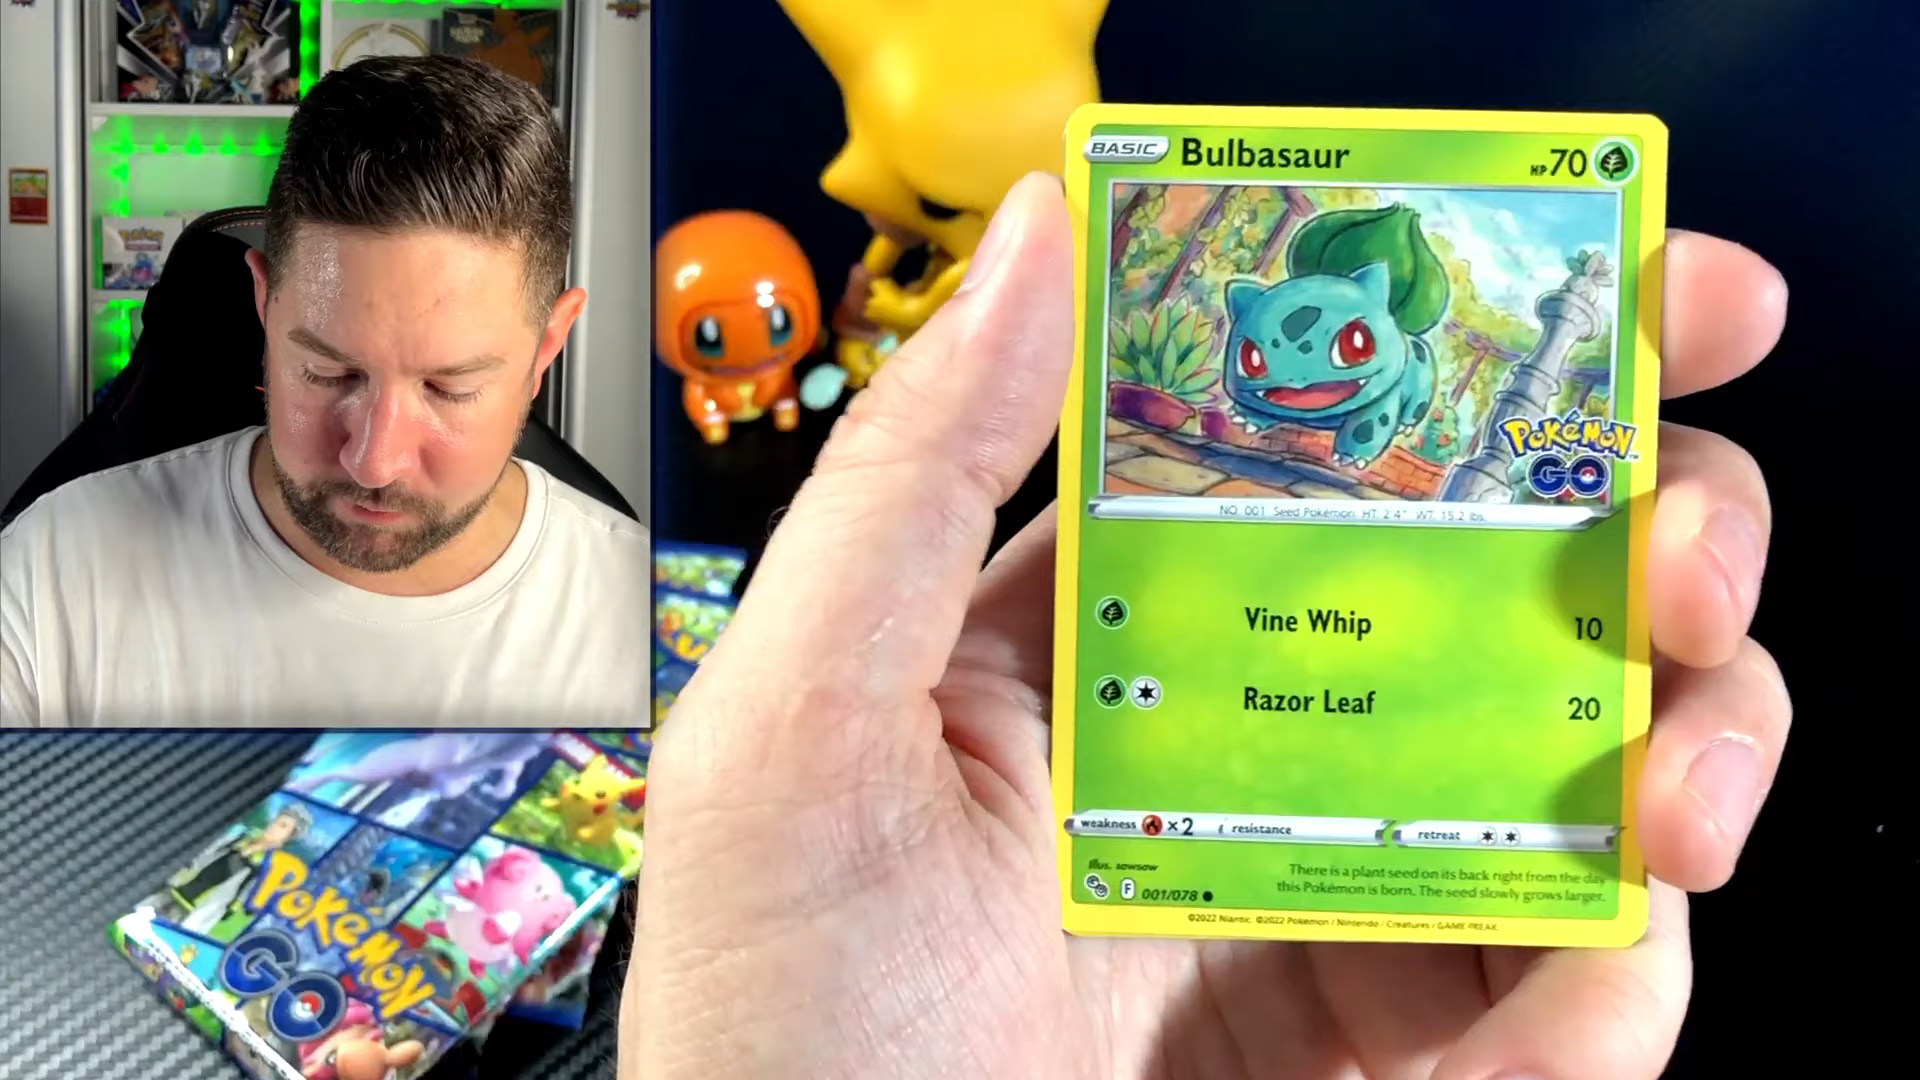 BASIC Bulbasaur HP 70
POKÉMON
GO
NO. 001 Seed Pokémon HT. 2'4" WT. 15.2 lbs.
Vine Whip 10
Razor Leaf 20
weakness ×2 resistance retreat
Illus. sowsow
There is a plant seed on its back right from the day
this Pokémon is born. The seed slowly grows larger.
F 001/078
©2022 Niantic. ©2022 Pokémon / Nintendo / Creatures / GAME FREAK.
POKÉMON
GO